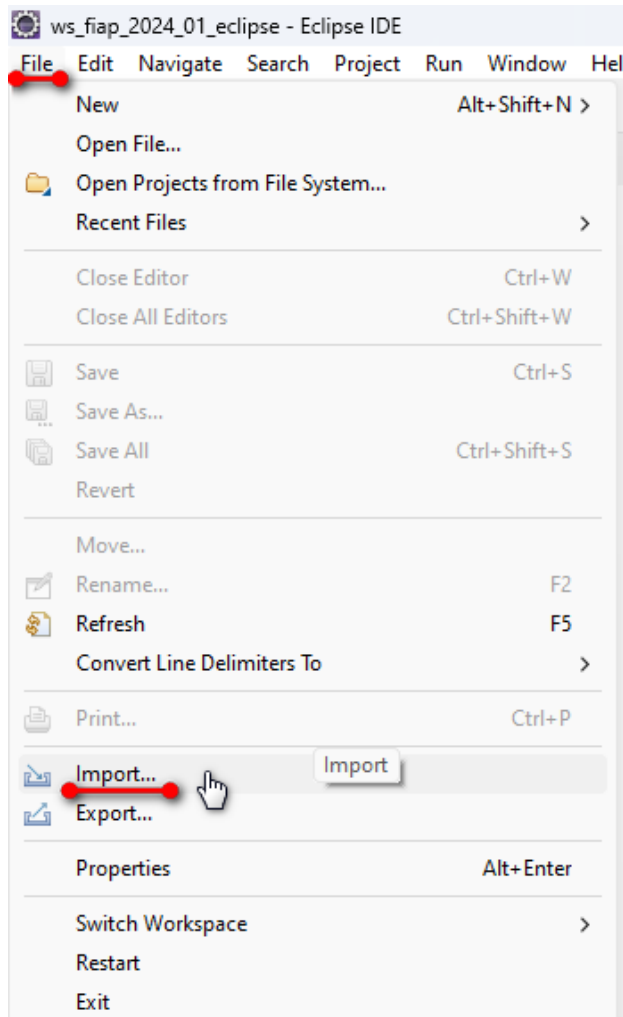 ws_fiap_2024_01_eclipse - Eclipse IDE
File Edit Navigate Search Project Run Window Hel
New Alt+Shift+N >
Open File...
Open Projects from File System...
Recent Files >
Close Editor Ctrl+W
Close All Editors Ctrl+Shift+W
Save Ctrl+S
Save As...
Save All Ctrl+Shift+S
Revert
Move...
Rename... F2
Refresh F5
Convert Line Delimiters To >
Print... Ctrl+P
Import... Import
Export...
Properties Alt+Enter
Switch Workspace >
Restart
Exit